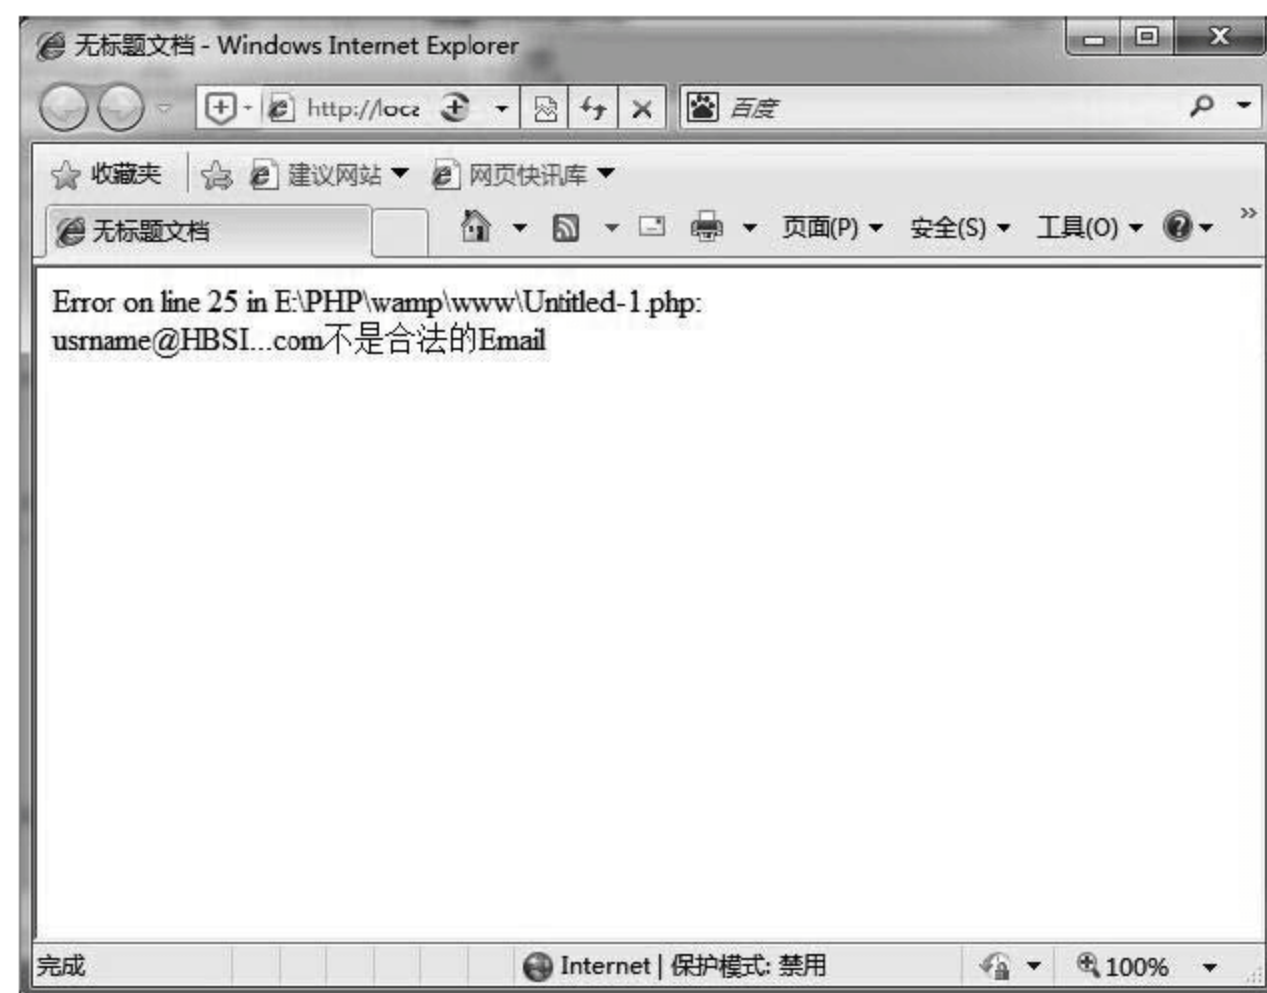 无标题文档 - Windows Internet Explorer
http://loca
百度
收藏夹 建议网站 网页快讯库
无标题文档 页面(P) 安全(S) 工具(O)
Error on line 25 in E:\PHP\wamp\www\Untitled-1.php:
usrname@HBSI...com不是合法的Email
完成 Internet | 保护模式: 禁用 100%